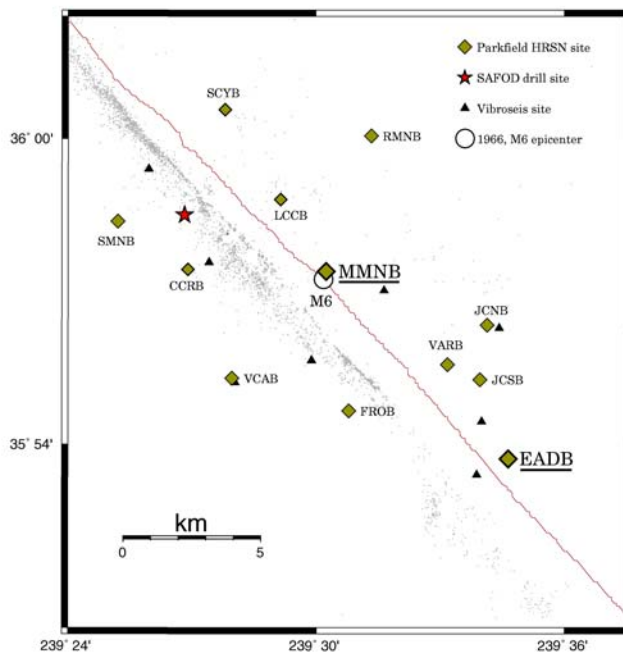 Parkfield HRSN site
SAFOD drill site
Vibroseis site
1966, M6 epicenter
SCYB
36° 00'
RMNB
LCCB
SMNB
CCRB
MMNB
M6
JCNB
VARB
JCSB
VCAB
FROB
35° 54'
EADB
km
0 5
239° 24' 239° 30' 239° 36'